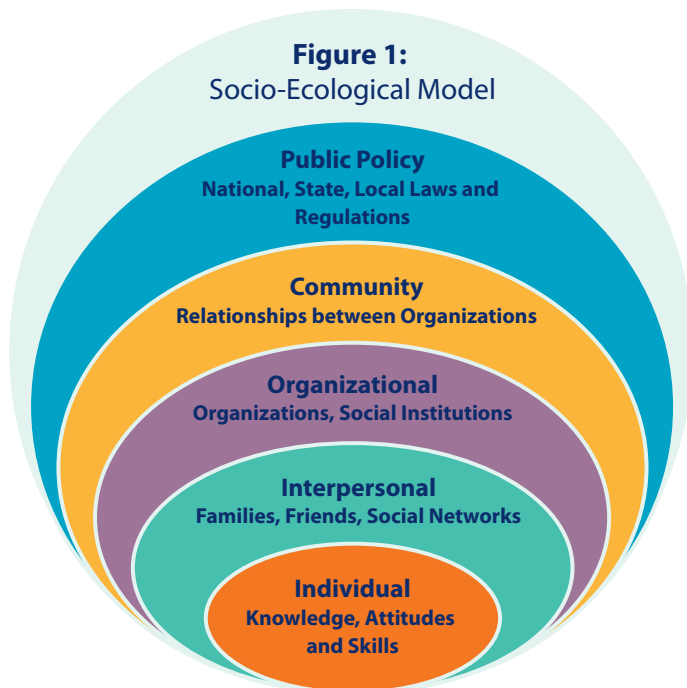 Figure 1:
Socio-Ecological Model
Public Policy
National, State, Local Laws and
Regulations
Community
Relationships between Organizations
Organizational
Organizations, Social Institutions
Interpersonal
Families, Friends, Social Networks
Individual
Knowledge, Attitudes
and Skills